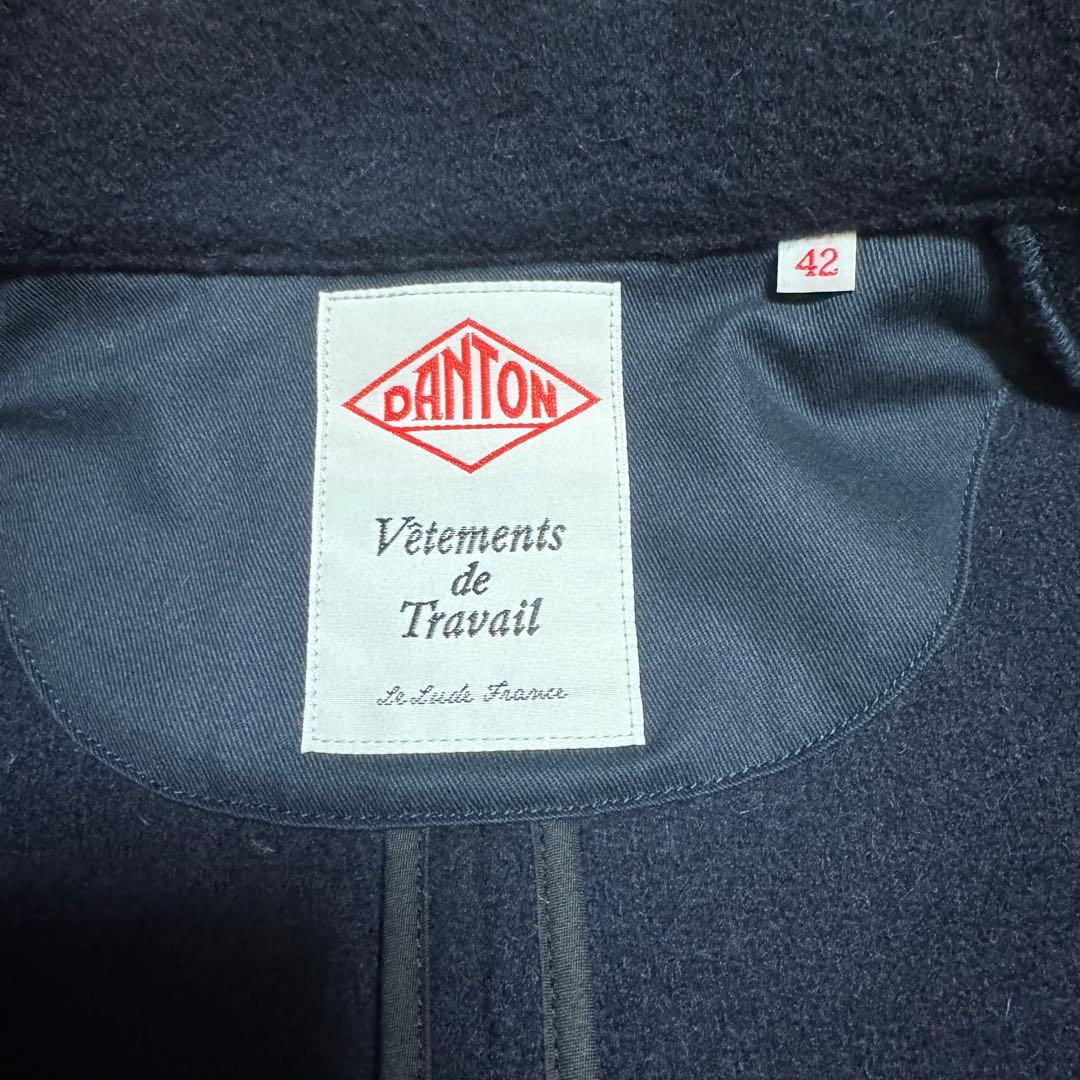 42
DANTON
Vêtements
de
Travail
Le Lude France